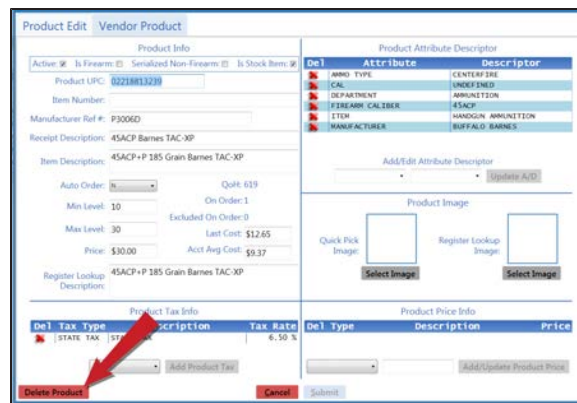 Product Edit Vendor Product
Product Info
Active: Is Firearm: Serialized Non-Firearm: Is Stock Item:
Product UPC: 02218813239
Item Number:
Manufacturer Ref #: P3006D
Receipt Description: 45ACP Barnes TAC-XP
Item Description: 45ACP+P 185 Grain Barnes TAC-XP
Auto Order: N QoH: 619
Min Level: 10 On Order: 1
Excluded On Order: 0
Max Level: 30 Last Cost: $12.65
Price: $30.00 Acct Avg Cost: $9.37
Register Lookup Description: 45ACP+P 185 Grain Barnes TAC-XP
Product Attribute Descriptor
Del Attribute Descriptor
AMMO TYPE CENTERFIRE
CAL UNDEFINED
DEPARTMENT AMMUNITION
FIREARM CALIBER 45ACP
ITEM HANDGUN AMMUNITION
MANUFACTURER BUFFALO BARNES
Add/Edit Attribute Descriptor
Update A/D
Product Image
Quick Pick Image: Register Lookup Image:
Select Image Select Image
Product Tax Info
Del Tax Type Tax Rate
STATE TAX 6.50 %
Add Product Tax
Product Price Info
Del Type Description Price
Add/Update Product Price
Delete Product Cancel Submit